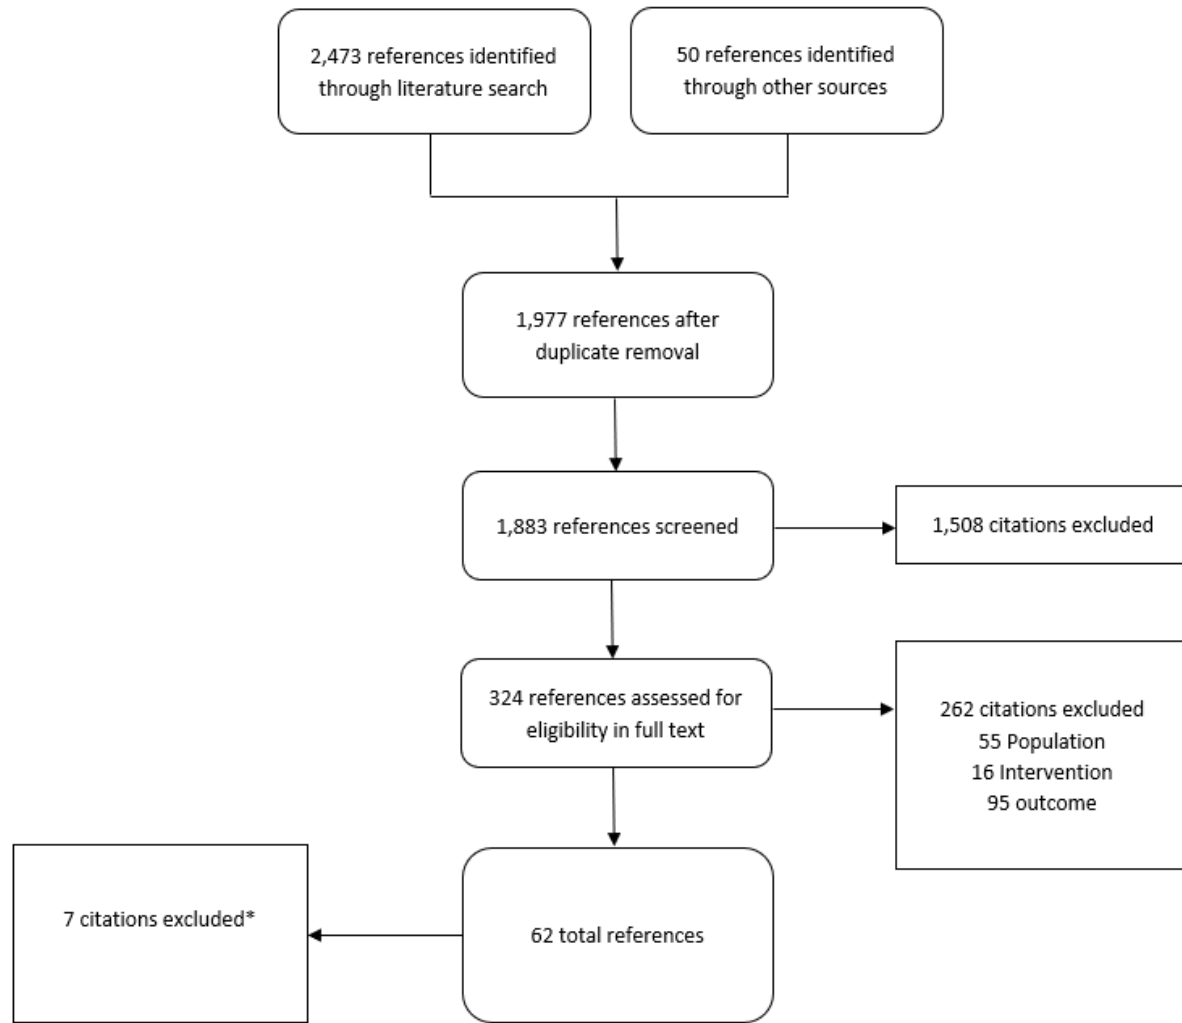 2,473 references identified
through literature search
50 references identified
through other sources
1,977 references after
duplicate removal
1,883 references screened
1,508 citations excluded
324 references assessed for
eligibility in full text
262 citations excluded
55 Population
16 Intervention
95 outcome
7 citations excluded*
62 total references